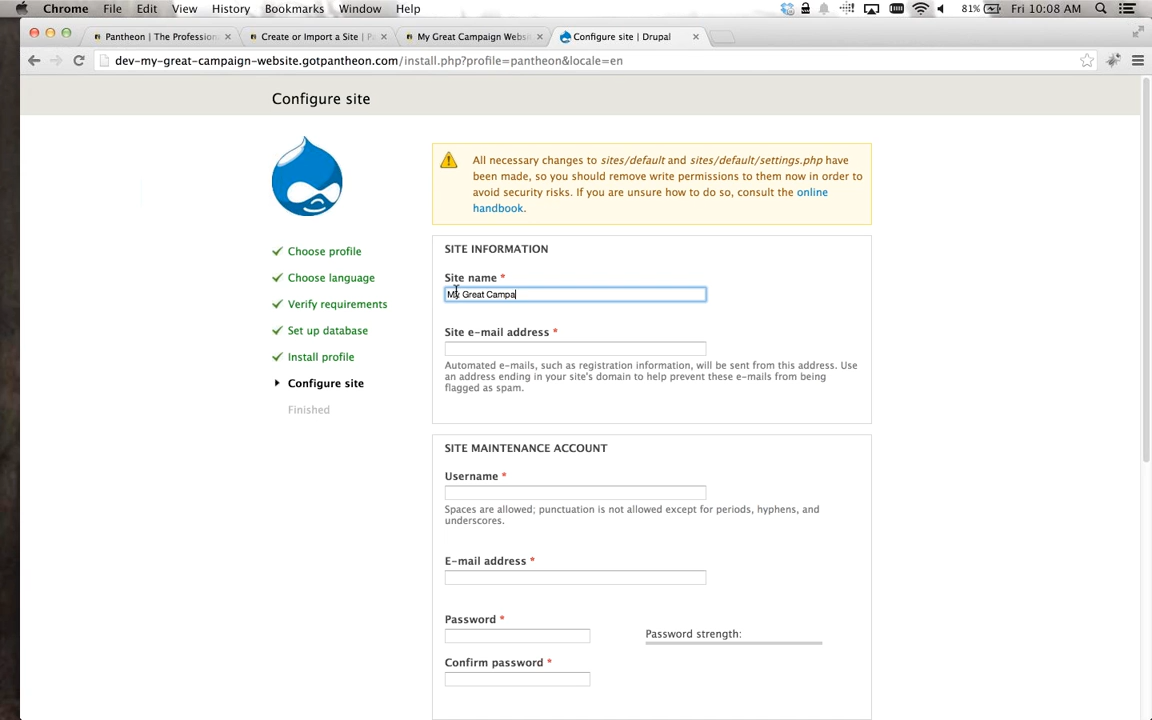 Chrome File Edit View History Bookmarks Window Help 81% Fri 10:08 AM
Pantheon | The Profession
Create or Import a Site | P
My Great Campaign Websi
Configure site | Drupal
dev-my-great-campaign-website.gotpantheon.com/install.php?profile=pantheon&locale=en
Configure site
Choose profile
Choose language
Verify requirements
Set up database
Install profile
Configure site
Finished
All necessary changes to sites/default and sites/default/settings.php have
been made, so you should remove write permissions to them now in order to
avoid security risks. If you are unsure how to do so, consult the online
handbook.
SITE INFORMATION
Site name *
My Great Campa
Site e-mail address *
Automated e-mails, such as registration information, will be sent from this address. Use
an address ending in your site's domain to help prevent these e-mails from being
flagged as spam.
SITE MAINTENANCE ACCOUNT
Username *
Spaces are allowed; punctuation is not allowed except for periods, hyphens, and
underscores.
E-mail address *
Password *
Password strength:
Confirm password *